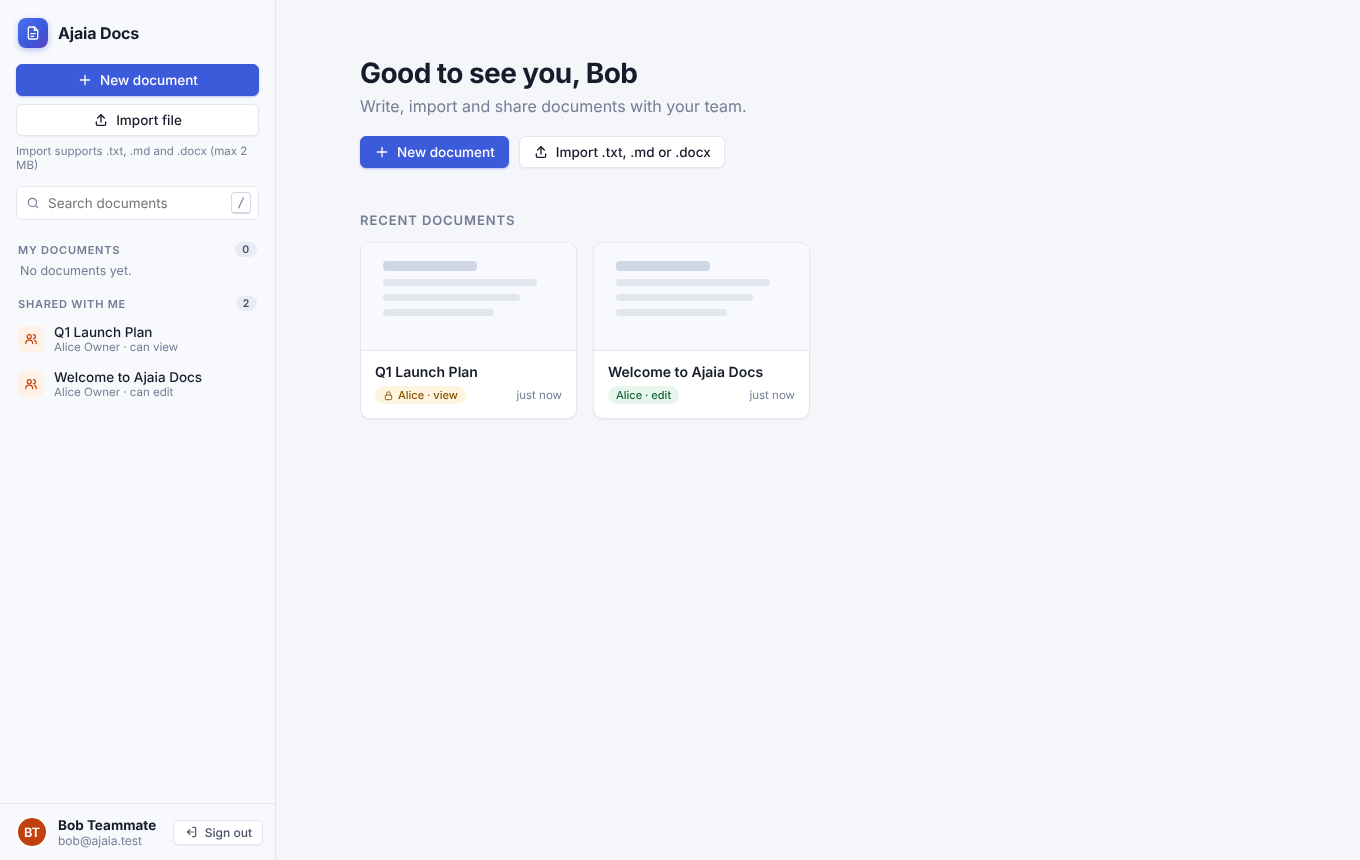 Ajaia Docs
New document
Import file
Import supports .txt, .md and .docx (max 2
MB)
Search documents /
MY DOCUMENTS 0
No documents yet.
SHARED WITH ME 2
Q1 Launch Plan
Alice Owner · can view
Welcome to Ajaia Docs
Alice Owner · can edit
BT
Bob Teammate
bob@ajaia.test
Sign out
Good to see you, Bob
Write, import and share documents with your team.
New document
Import .txt, .md or .docx
RECENT DOCUMENTS
Q1 Launch Plan
Alice · view just now
Welcome to Ajaia Docs
Alice · edit just now